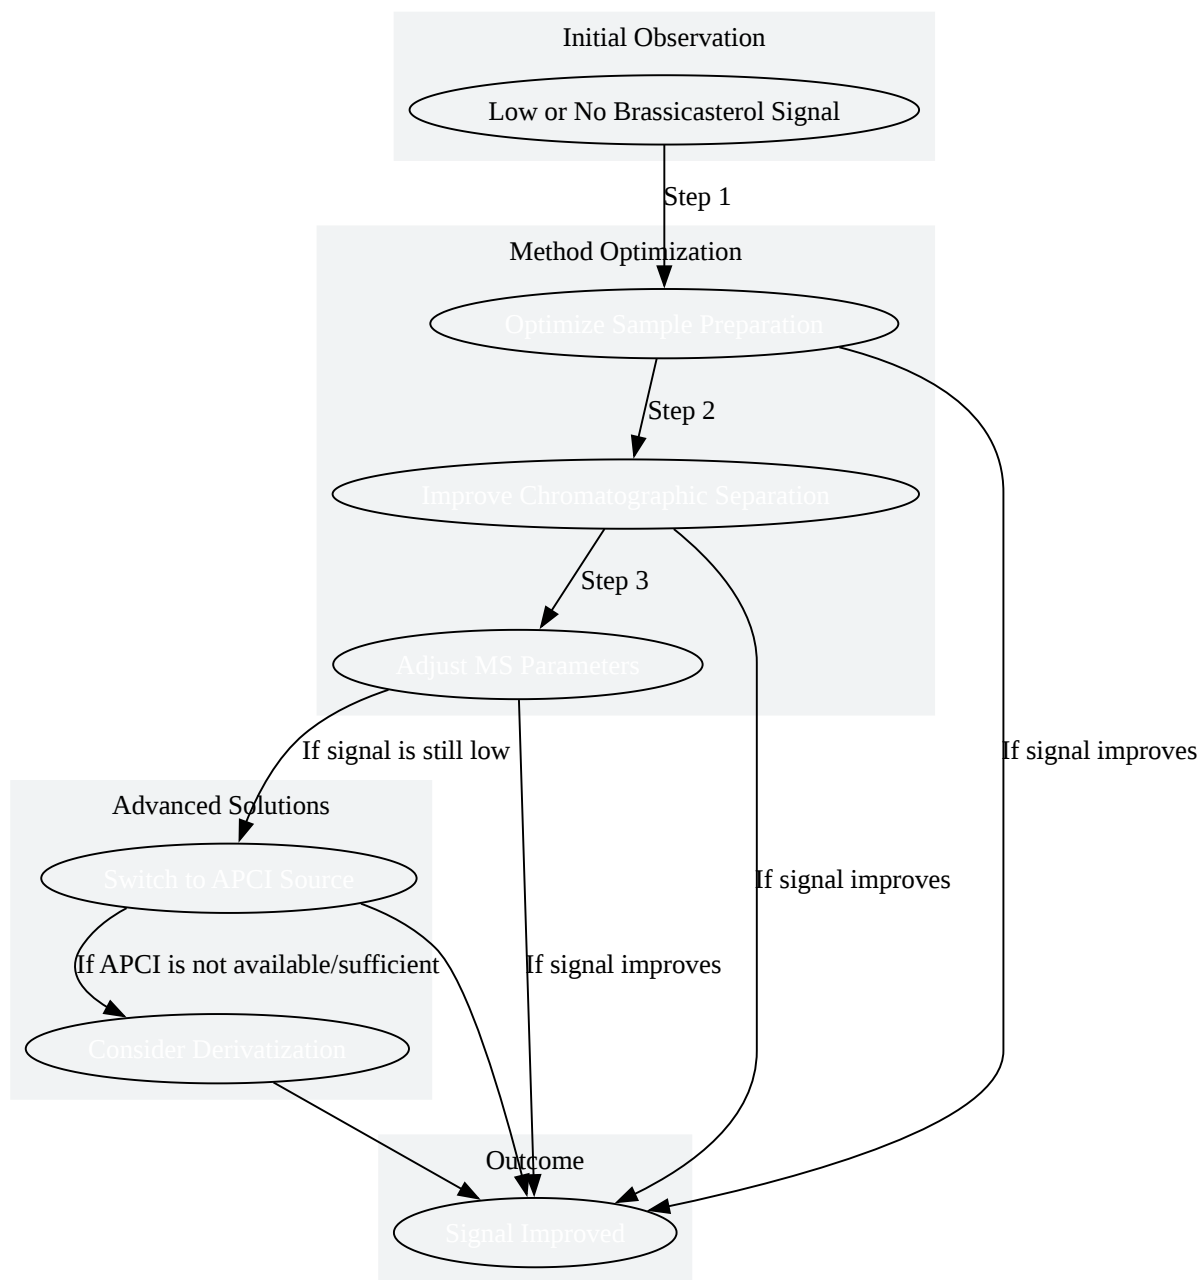 Initial Observation
Low or No Brassicasterol Signal
Step 1
Method Optimization
Optimize Sample Preparation
Step 2
Improve Chromatographic Separation
Step 3
Adjust MS Parameters
If signal is still low
If signal improves
Advanced Solutions
Switch to APCI Source
If signal improves
If APCI is not available/sufficient
If signal improves
Consider Derivatization
Outcome
Signal Improved